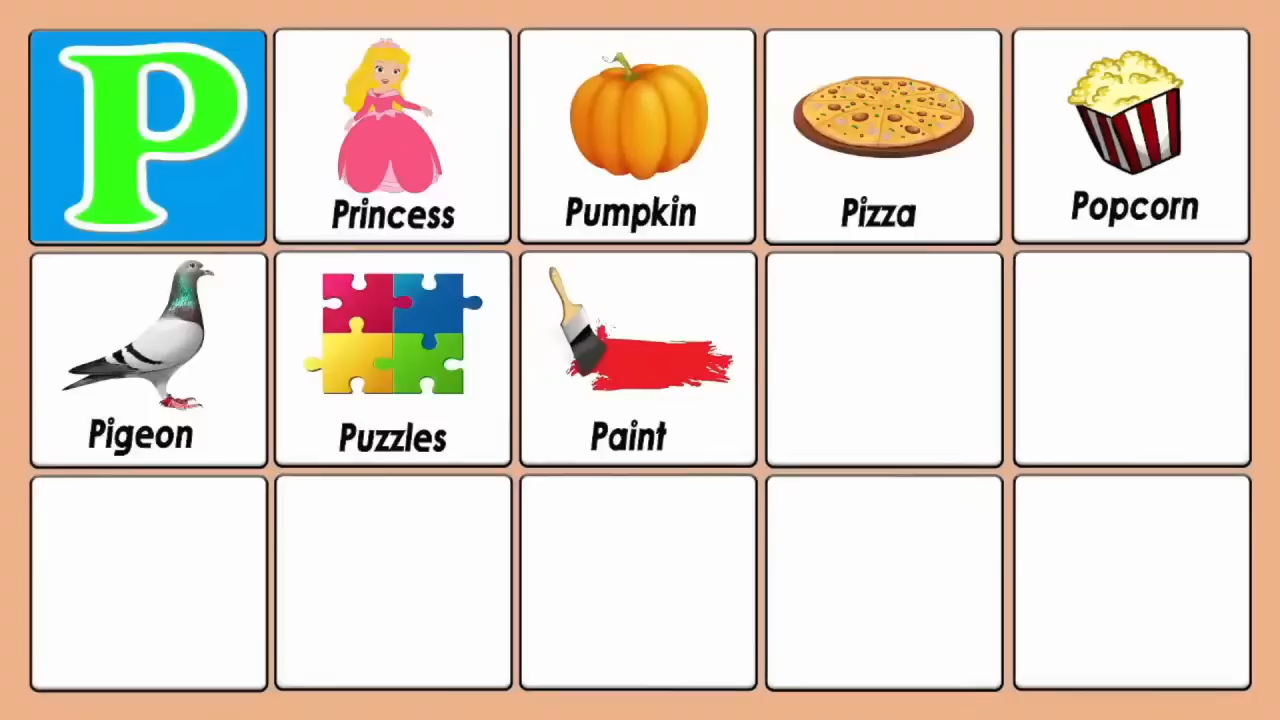 P
Princess
Pumpkin
Pizza
Popcorn
Pigeon
Puzzles
Paint